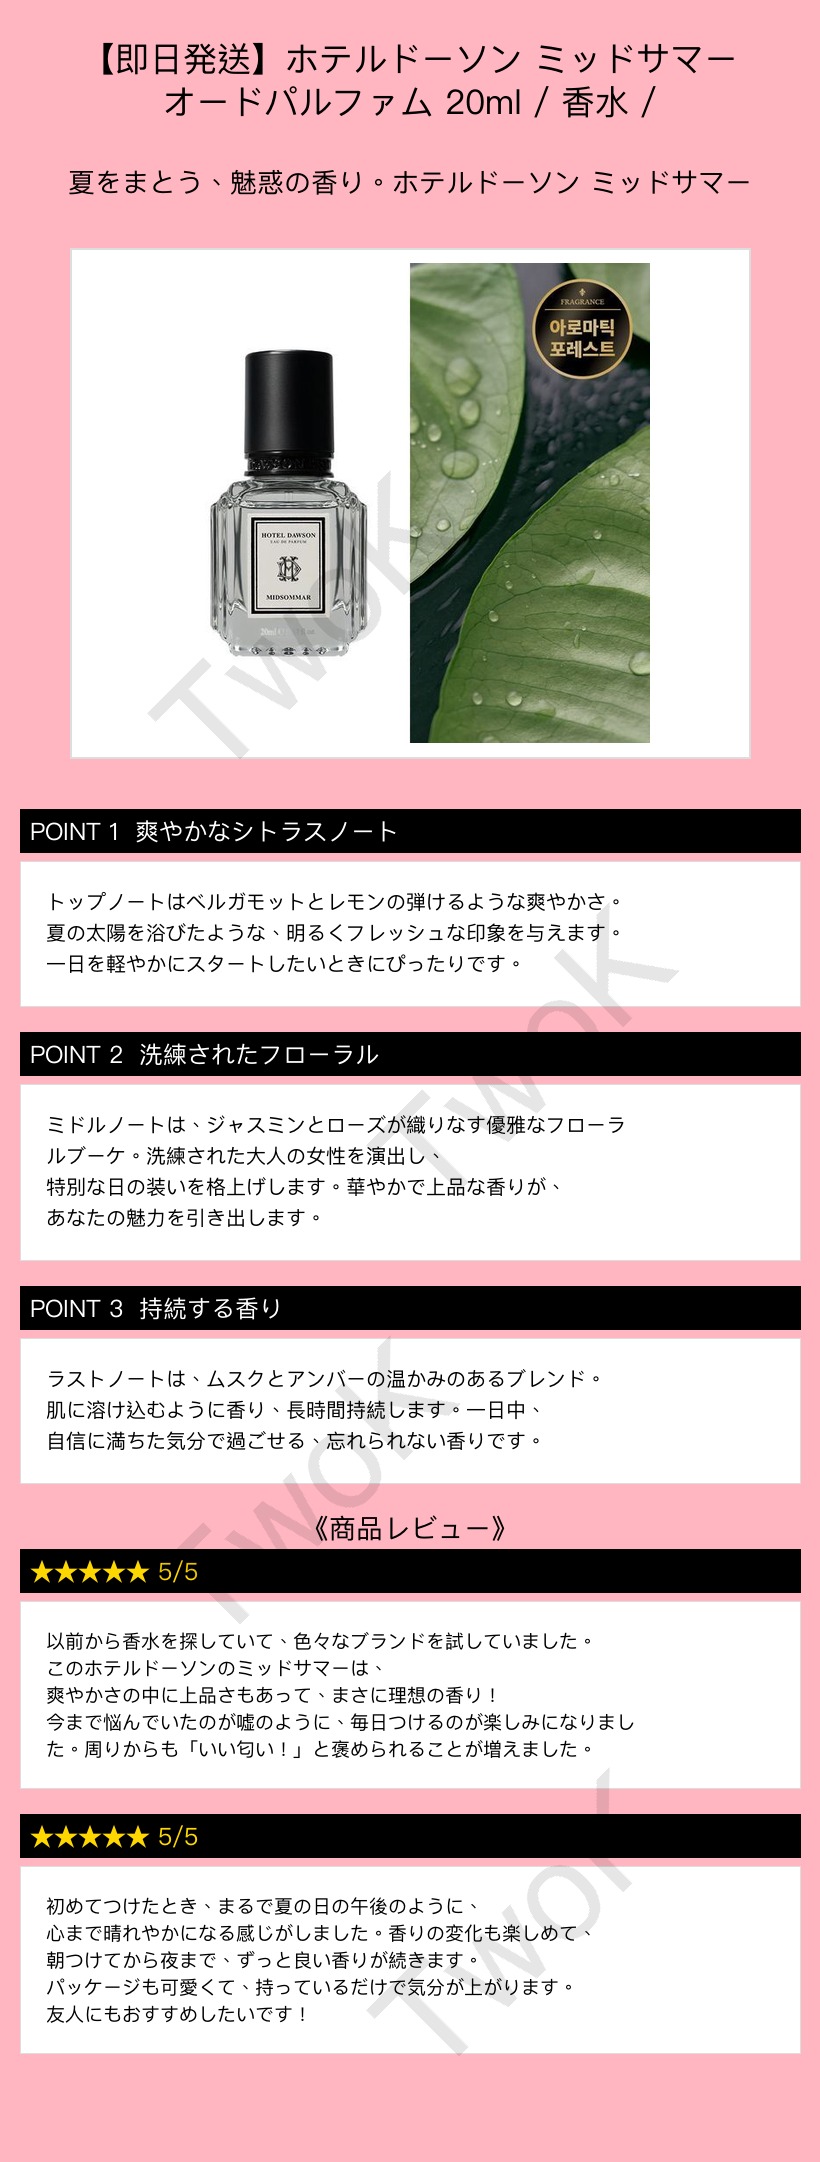 【即日発送】ホテルドーソン ミッドサマー
オードパルファム 20ml / 香水 /
夏をまとう、魅惑の香り。ホテルドーソン ミッドサマー
FRAGRANCE
아로마틱
포레스트
HOTEL DAWSON
EAU DE PARFUM
MIDSOMMAR
20ml
TwoK
POINT 1 爽やかなシトラスノート
トップノートはベルガモットとレモンの弾けるような爽やかさ。
夏の太陽を浴びたような、明るくフレッシュな印象を与えます。
一日を軽やかにスタートしたいときにぴったりです。
TwoK
POINT 2 洗練されたフローラル
ミドルノートは、ジャスミンとローズが織りなす優雅なフローラ
ルブーケ。洗練された大人の女性を演出し、
特別な日の装いを格上げします。華やかで上品な香りが、
あなたの魅力を引き出します。
POINT 3 持続する香り
ラストノートは、ムスクとアンバーの温かみのあるブレンド。
肌に溶け込むように香り、長時間持続します。一日中、
自信に満ちた気分で過ごせる、忘れられない香りです。
TwoK
《商品レビュー》
★★★★★ 5/5
以前から香水を探していて、色々なブランドを試していました。
このホテルドーソンのミッドサマーは、
爽やかさの中に上品さもあって、まさに理想の香り！
今まで悩んでいたのが嘘のように、毎日つけるのが楽しみになりまし
た。周りからも「いい匂い！」と褒められることが増えました。
★★★★★ 5/5
初めてつけたとき、まるで夏の日の午後のように、
心まで晴れやかになる感じがしました。香りの変化も楽しめて、
朝つけてから夜まで、ずっと良い香りが続きます。
パッケージも可愛くて、持っているだけで気分が上がります。
友人にもおすすめしたいです！
TwoK